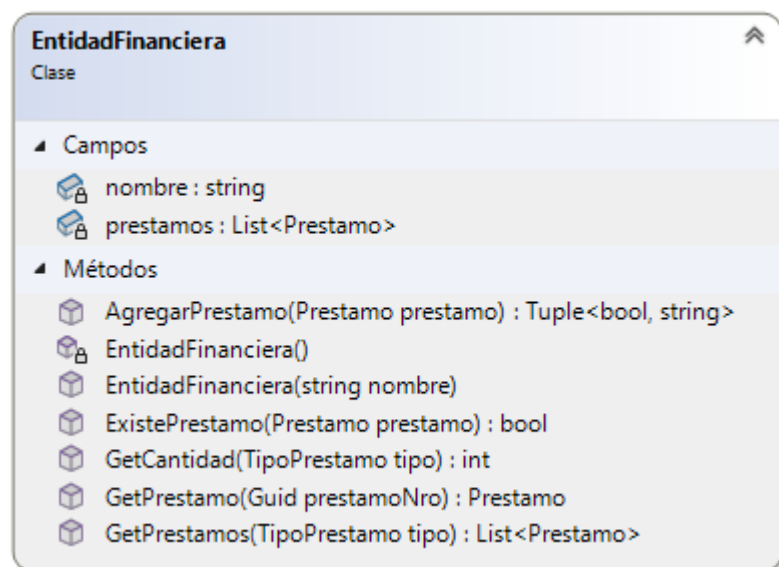 EntidadFinanciera
Clase
Campos
nombre : string
prestamos : List<Prestamo>
Métodos
AgregarPrestamo(Prestamo prestamo) : Tuple<bool, string>
EntidadFinanciera()
EntidadFinanciera(string nombre)
ExistePrestamo(Prestamo prestamo) : bool
GetCantidad(TipoPrestamo tipo) : int
GetPrestamo(Guid prestamoNro) : Prestamo
GetPrestamos(TipoPrestamo tipo) : List<Prestamo>